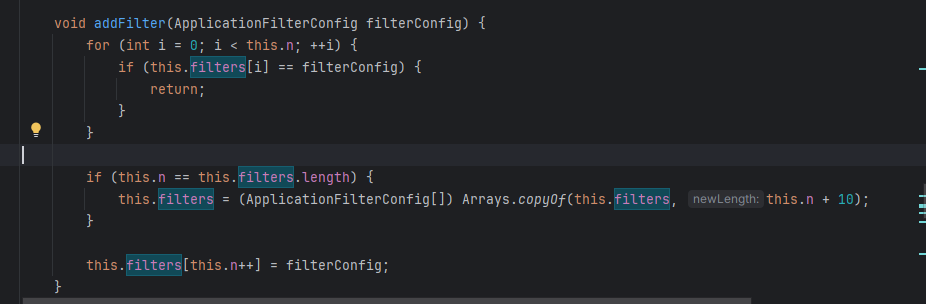 void addFilter(ApplicationFilterConfig filterConfig) {
    for (int i = 0; i < this.n; ++i) {
        if (this.filters[i] == filterConfig) {
            return;
        }
    }
    if (this.n == this.filters.length) {
        this.filters = (ApplicationFilterConfig[]) Arrays.copyOf(this.filters, newLength: this.n + 10);
    }
    this.filters[this.n++] = filterConfig;
}